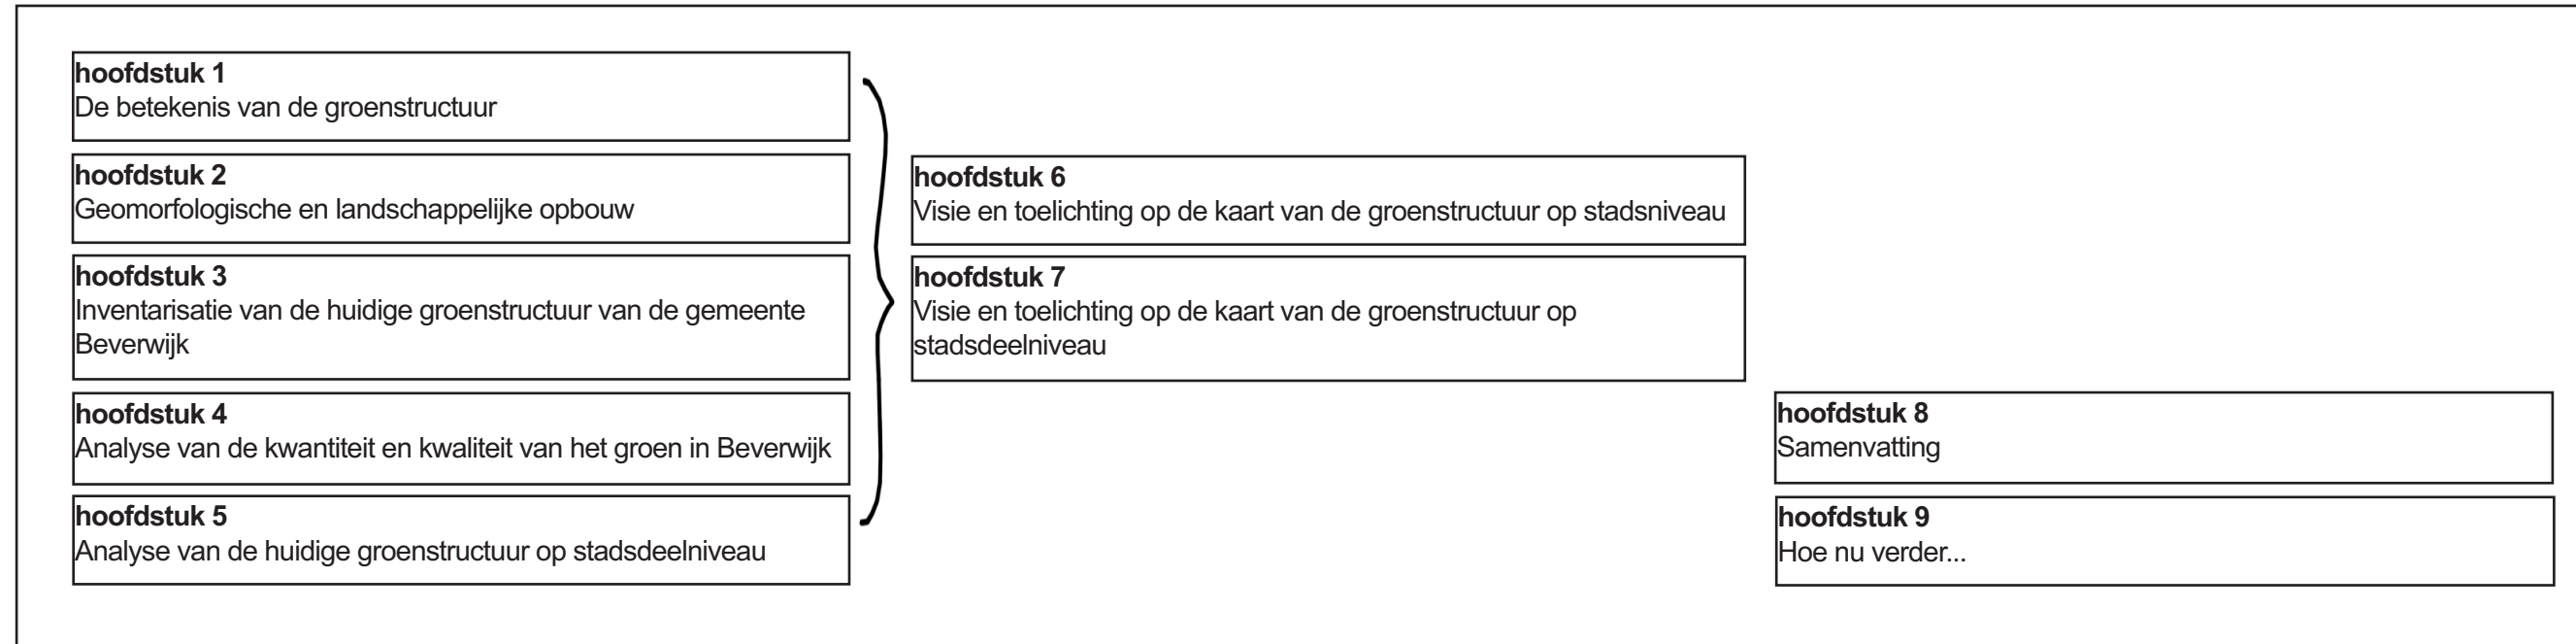 hoofdstuk 1
De betekenis van de groenstructuur
hoofdstuk 2
Geomorfologische en landschappelijke opbouw
hoofdstuk 3
Inventarisatie van de huidige groenstructuur van de gemeente
Beverwijk
hoofdstuk 4
Analyse van de kwantiteit en kwaliteit van het groen in Beverwijk
hoofdstuk 5
Analyse van de huidige groenstructuur op stadsdeelniveau
hoofdstuk 6
Visie en toelichting op de kaart van de groenstructuur op stadsniveau
hoofdstuk 7
Visie en toelichting op de kaart van de groenstructuur op
stadsdeelniveau
hoofdstuk 8
Samenvatting
hoofdstuk 9
Hoe nu verder...